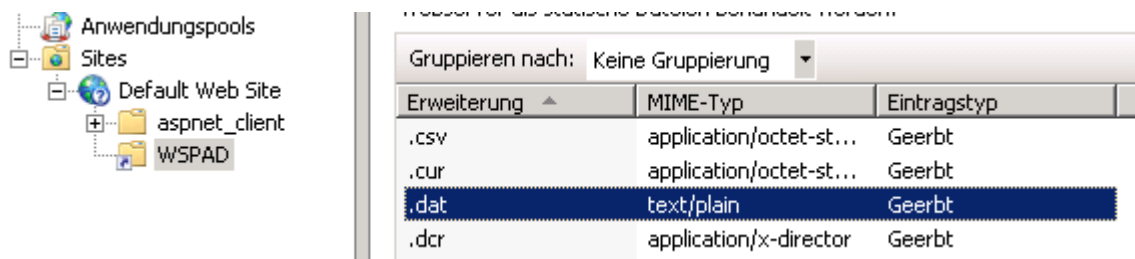 Anwendungspools
Sites
Default Web Site
aspnet_client
WSPAD
Gruppieren nach: Keine Gruppierung
Erweiterung MIME-Typ Eintragstyp
.csv application/octet-st... Geerbt
.cur application/octet-st... Geerbt
.dat text/plain Geerbt
.dcr application/x-director Geerbt